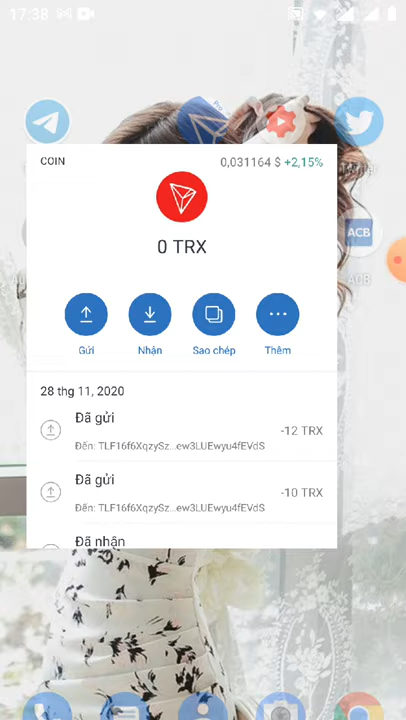 17:38
COIN
0,031164 $ +2,15%
0 TRX
Gửi
Nhận
Sao chép
Thêm
28 thg 11, 2020
Đã gửi
-12 TRX
Đến: TLF16f6XqzySz...ew3LUEwyu4fEVdS
Đã gửi
-10 TRX
Đến: TLF16f6XqzySz...ew3LUEwyu4fEVdS
Đã nhận
ACB
ACB